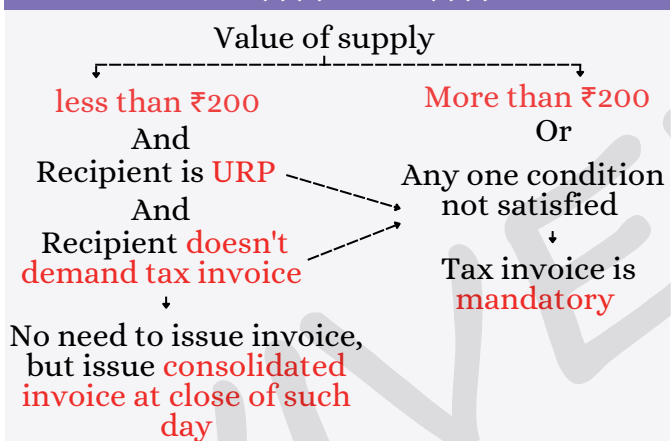 Value of supply
less than ₹200
And
Recipient is URP
And
Recipient doesn't
demand tax invoice
No need to issue invoice,
but issue consolidated
invoice at close of such
day
More than ₹200
Or
Any one condition
not satisfied
Tax invoice is
mandatory